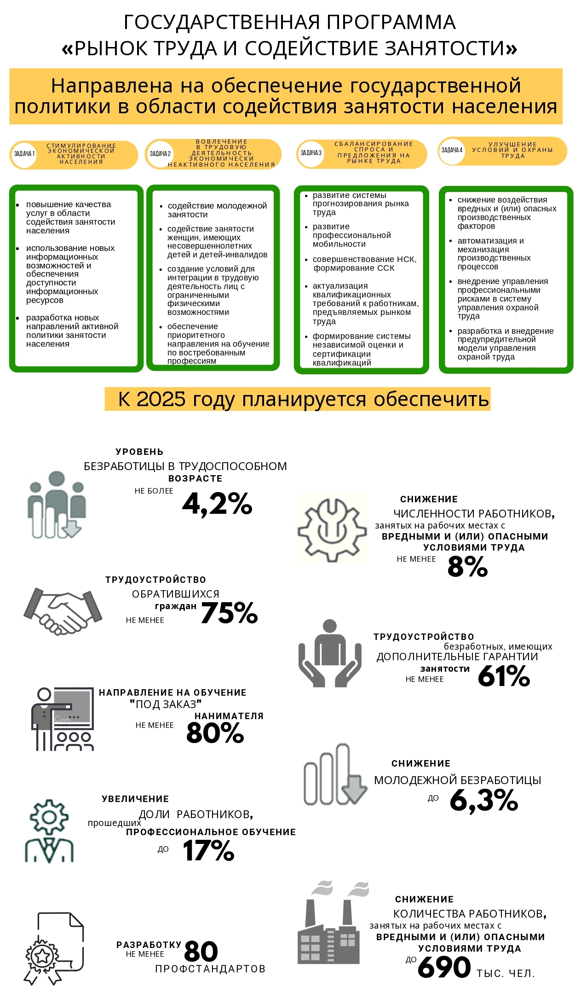 ГОСУДАРСТВЕННАЯ ПРОГРАММА
«РЫНОК ТРУДА И СОДЕЙСТВИЕ ЗАНЯТОСТИ»
Направлена на обеспечение государственной
политики в области содействия занятости населения
ЗАДАЧА 1
СТИМУЛИРОВАНИЕ
ЭКОНОМИЧЕСКОЙ
АКТИВНОСТИ
НАСЕЛЕНИЯ
ЗАДАЧА 2
ВОВЛЕЧЕНИЕ
В ТРУДОВУЮ
ДЕЯТЕЛЬНОСТЬ
ЭКОНОМИЧЕСКИ
НЕАКТИВНОГО НАСЕЛЕНИЯ
ЗАДАЧА 3
СБАЛАНСИРОВАНИЕ
СПРОСА И
ПРЕДЛОЖЕНИЯ НА
РЫНКЕ ТРУДА
ЗАДАЧА 4
УЛУЧШЕНИЕ
УСЛОВИЙ И ОХРАНЫ
ТРУДА
• повышение качества
услуг в области
содействия занятости
населения
• использование новых
информационных
возможностей и
обеспечения
доступности
информационных
ресурсов
• разработка новых
направлений активной
политики занятости
населения
• содействие молодежной
занятости
• содействие занятости
женщин, имеющих
несовершеннолетних
детей и детей-инвалидов
• создание условий для
интеграции в трудовую
деятельность лиц с
ограниченными
физическими
возможностями
• обеспечение
приоритетного
направления на обучение
по востребованным
профессиям
• развитие системы
прогнозирования рынка
труда
• развитие
профессиональной
мобильности
• совершенствование НСК,
формирование ССК
• актуализация
квалификационных
требований к работникам,
предъявляемых рынком
труда
• формирование системы
независимой оценки и
сертификации
квалификаций
• снижение воздействия
вредных и (или) опасных
производственных
факторов
• автоматизация и
механизация
производственных
процессов
• внедрение управления
профессиональными
рисками в систему
управления охраной
труда
• разработка и внедрение
предупредительной
модели управления
охраной труда
К 2025 году планируется обеспечить
УРОВЕНЬ
БЕЗРАБОТИЦЫ В ТРУДОСПОСОБНОМ
ВОЗРАСТЕ
НЕ БОЛЕЕ 4,2%
СНИЖЕНИЕ
ЧИСЛЕННОСТИ РАБОТНИКОВ,
занятых на рабочих местах с
ВРЕДНЫМИ И (ИЛИ) ОПАСНЫМИ
УСЛОВИЯМИ ТРУДА
НЕ МЕНЕЕ 8%
ТРУДОУСТРОЙСТВО
ОБРАТИВШИХСЯ
граждан 75%
НЕ МЕНЕЕ
ТРУДОУСТРОЙСТВО
безработных, имеющих
ДОПОЛНИТЕЛЬНЫЕ ГАРАНТИИ
занятости 61%
НЕ МЕНЕЕ
НАПРАВЛЕНИЕ НА ОБУЧЕНИЕ
"ПОД ЗАКАЗ"
НАНИМАТЕЛЯ
НЕ МЕНЕЕ 80%
Canva
СНИЖЕНИЕ
МОЛОДЕЖНОЙ БЕЗРАБОТИЦЫ
ДО 6,3%
УВЕЛИЧЕНИЕ
ДОЛИ РАБОТНИКОВ,
прошедших
ПРОФЕССИОНАЛЬНОЕ ОБУЧЕНИЕ
ДО 17%
СНИЖЕНИЕ
КОЛИЧЕСТВА РАБОТНИКОВ,
занятых на рабочих местах с
ВРЕДНЫМИ И (ИЛИ) ОПАСНЫМИ
УСЛОВИЯМИ ТРУДА
ДО 690 ТЫС. ЧЕЛ.
РАЗРАБОТКУ 80
НЕ МЕНЕЕ
ПРОФСТАНДАРТОВ